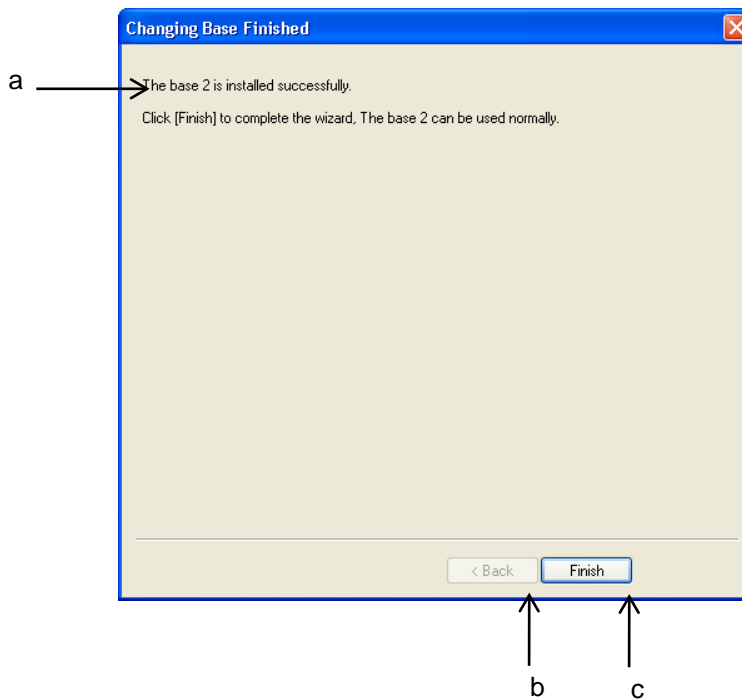 Changing Base Finished
a
The base 2 is installed successfully.
Click [Finish] to complete the wizard, The base 2 can be used normally.
< Back
Finish
b
c